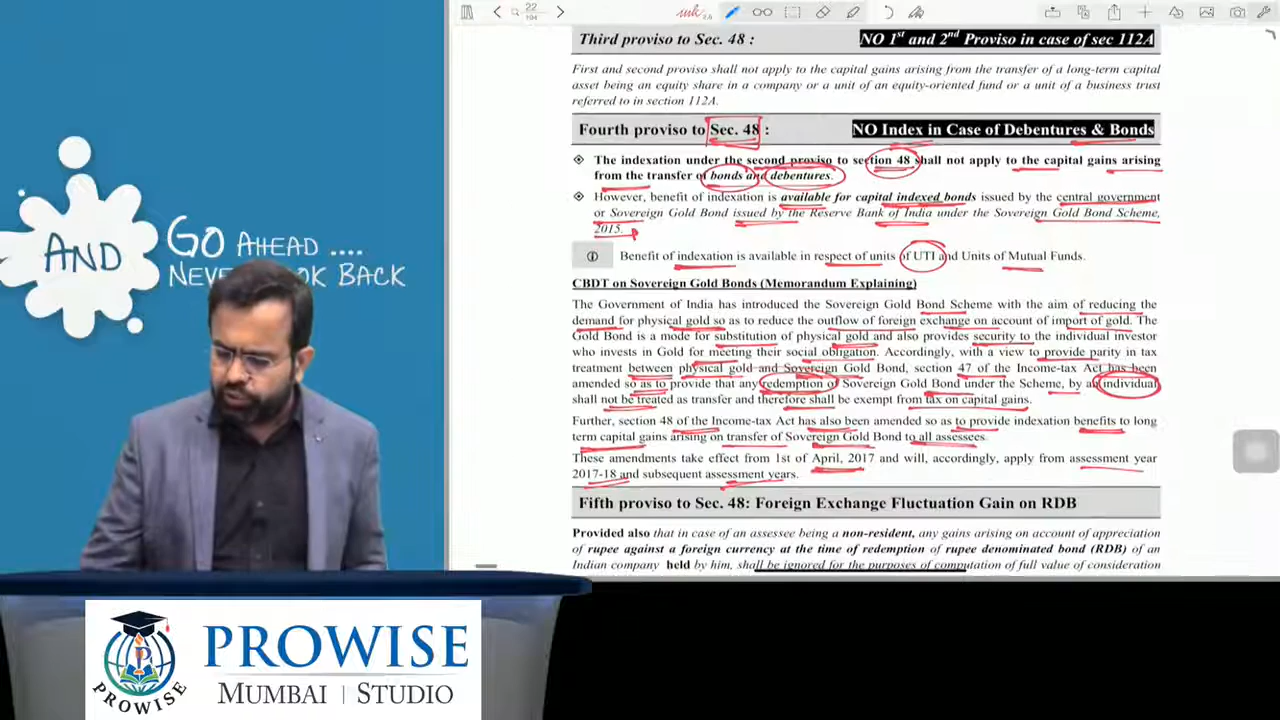 22
194
ink
2.0
AND
GO AHEAD ....
NEVER LOOK BACK
Third proviso to Sec. 48 : NO 1st and 2nd Proviso in case of sec 112A
First and second proviso shall not apply to the capital gains arising from the transfer of a long-term capital
asset being an equity share in a company or a unit of an equity-oriented fund or a unit of a business trust
referred to in section 112A.
Fourth proviso to Sec. 48 : NO Index in Case of Debentures & Bonds
The indexation under the second proviso to section 48 shall not apply to the capital gains arising
from the transfer of bonds and debentures.
However, benefit of indexation is available for capital indexed bonds issued by the central government
or Sovereign Gold Bond issued by the Reserve Bank of India under the Sovereign Gold Bond Scheme,
2015.
Benefit of indexation is available in respect of units of UTI and Units of Mutual Funds.
CBDT on Sovereign Gold Bonds (Memorandum Explaining)
The Government of India has introduced the Sovereign Gold Bond Scheme with the aim of reducing the
demand for physical gold so as to reduce the outflow of foreign exchange on account of import of gold. The
Gold Bond is a mode for substitution of physical gold and also provides security to the individual investor
who invests in Gold for meeting their social obligation. Accordingly, with a view to provide parity in tax
treatment between physical gold and Sovereign Gold Bond, section 47 of the Income-tax Act has been
amended so as to provide that any redemption of Sovereign Gold Bond under the Scheme, by an individual
shall not be treated as transfer and therefore shall be exempt from tax on capital gains.
Further, section 48 of the Income-tax Act has also been amended so as to provide indexation benefits to long
term capital gains arising on transfer of Sovereign Gold Bond to all assessees.
These amendments take effect from 1st of April, 2017 and will, accordingly, apply from assessment year
2017-18 and subsequent assessment years.
Fifth proviso to Sec. 48: Foreign Exchange Fluctuation Gain on RDB
Provided also that in case of an assessee being a non-resident, any gains arising on account of appreciation
of rupee against a foreign currency at the time of redemption of rupee denominated bond (RDB) of an
Indian company held by him, shall be ignored for the purposes of computation of full value of consideration
PROWISE
PROWISE
MUMBAI | STUDIO